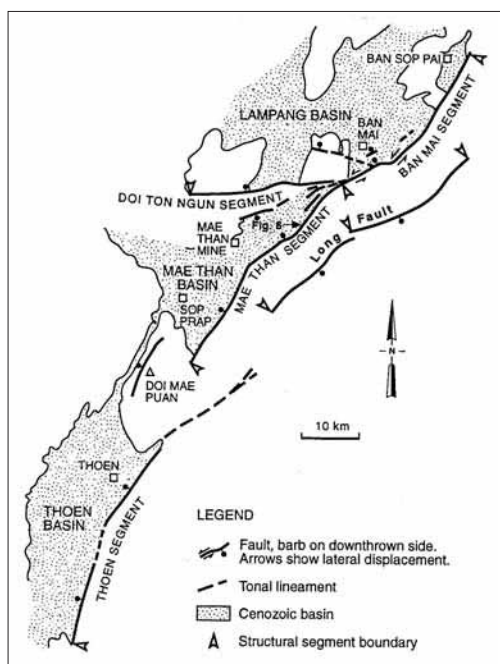 BAN SOP PAI
LAMPANG BASIN
BAN
MAI
BAN MAI SEGMENT
DOI TON NGUN SEGMENT
Fig. 6
MAE
THAN
MINE
MAE THAN SEGMENT
Long Fault
MAE THAN
BASIN
SOP
PRAP
DOI MAE
PUAN
N
10 km
THOEN
THOEN
BASIN
THOEN SEGMENT
LEGEND
Fault, barb on downthrown side.
Arrows show lateral displacement.
Tonal lineament
Cenozoic basin
Structural segment boundary